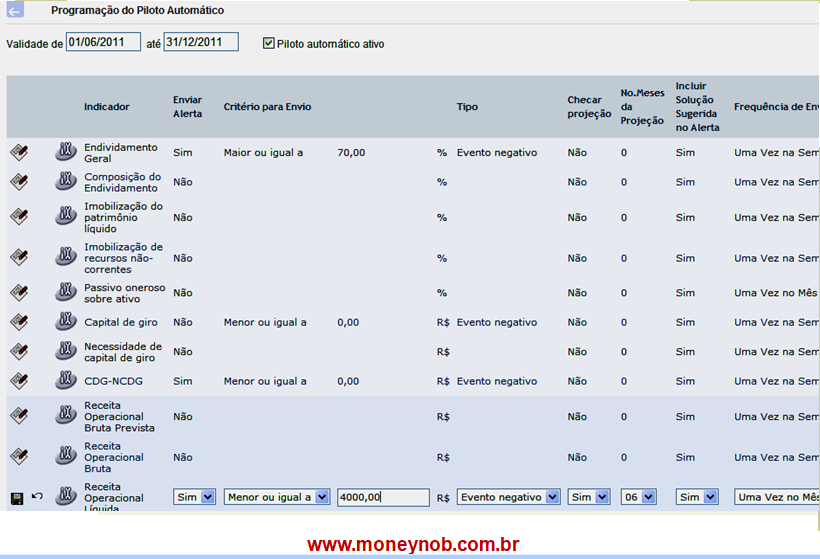 Programação do Piloto Automático
Validade de 01/06/2011 até 31/12/2011 Piloto automático ativo
Indicador Enviar Alerta Critério para Envio Tipo Checar projeção No.Meses da Projeção Incluir Solução Sugerida no Alerta Frequência de En
Endividamento Geral Sim Maior ou igual a 70,00 % Evento negativo Não 0 Sim Uma Vez na Sem
Composição do Endividamento Não % Não 0 Sim Uma Vez na Sem
Imobilização do patrimônio líquido Não % Não 0 Sim Uma Vez na Sem
Imobilização de recursos não-correntes Não % Não 0 Sim Uma Vez na Sem
Passivo oneroso sobre ativo Não % Não 0 Sim Uma Vez no Mês
Capital de giro Não Menor ou igual a 0,00 R$ Evento negativo Não 0 Sim Uma Vez na Sem
Necessidade de capital de giro Não R$ Não 0 Sim Uma Vez na Sem
CDG-NCDG Sim Menor ou igual a 0,00 R$ Evento negativo Não 0 Sim Uma Vez na Sem
Receita Operacional Bruta Prevista Não R$ Não 0 Sim Uma Vez na Sem
Receita Operacional Bruta Não R$ Não 0 Sim Uma Vez na Sem
Receita Operacional Líquida Sim Menor ou igual a 4000,00 R$ Evento negativo Sim 06 Sim Uma Vez no Mês
www.moneynob.com.br